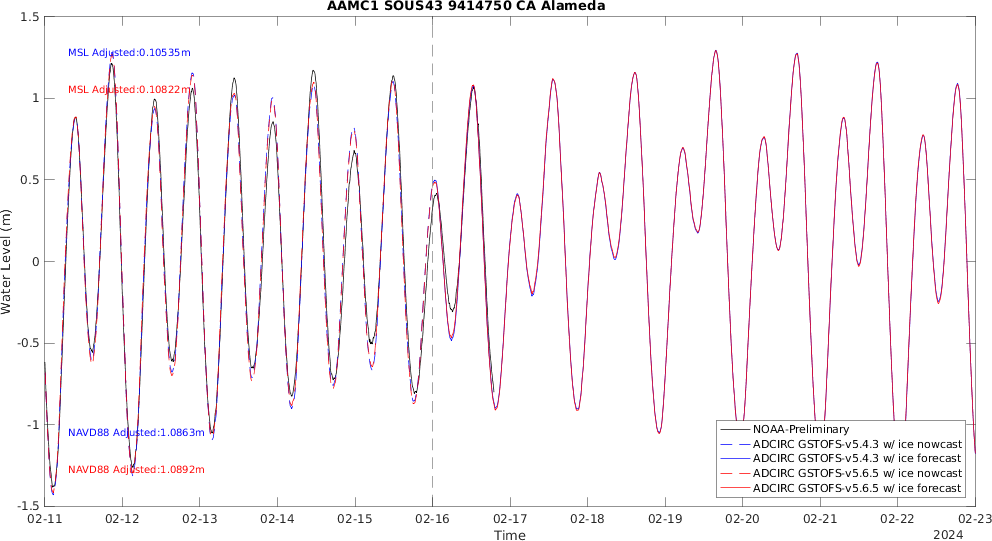 AAMC1 SOUS43 9414750 CA Alameda
1.5
1
0.5
0
-0.5
-1
-1.5
Water Level (m)
MSL Adjusted:0.10535m
MSL Adjusted:0.10822m
NAVD88 Adjusted:1.0863m
NAVD88 Adjusted:1.0892m
NOAA-Preliminary
ADCIRC GSTOFS-v5.4.3 w/ ice nowcast
ADCIRC GSTOFS-v5.4.3 w/ ice forecast
ADCIRC GSTOFS-v5.6.5 w/ ice nowcast
ADCIRC GSTOFS-v5.6.5 w/ ice forecast
02-11 02-12 02-13 02-14 02-15 02-16 02-17 02-18 02-19 02-20 02-21 02-22 02-23
Time
2024